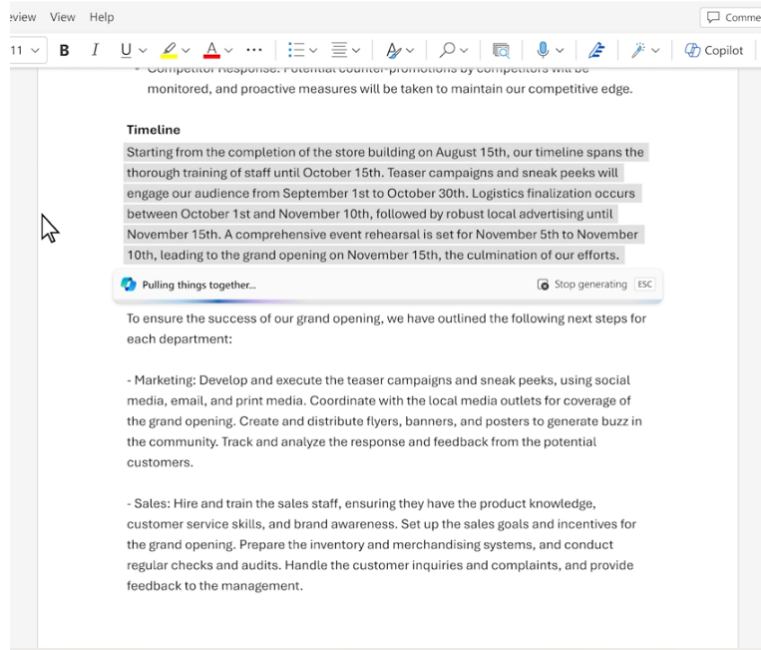 eview View Help
Comme
11 B I U A ... A Copilot
Competitor Response: Potential counter-promotions by competitors will be
monitored, and proactive measures will be taken to maintain our competitive edge.
Timeline
Starting from the completion of the store building on August 15th, our timeline spans the
thorough training of staff until October 15th. Teaser campaigns and sneak peeks will
engage our audience from September 1st to October 30th. Logistics finalization occurs
between October 1st and November 10th, followed by robust local advertising until
November 15th. A comprehensive event rehearsal is set for November 5th to November
10th, leading to the grand opening on November 15th, the culmination of our efforts.
Pulling things together... Stop generating ESC
To ensure the success of our grand opening, we have outlined the following next steps for
each department:
- Marketing: Develop and execute the teaser campaigns and sneak peeks, using social
media, email, and print media. Coordinate with the local media outlets for coverage of
the grand opening. Create and distribute flyers, banners, and posters to generate buzz in
the community. Track and analyze the response and feedback from the potential
customers.
- Sales: Hire and train the sales staff, ensuring they have the product knowledge,
customer service skills, and brand awareness. Set up the sales goals and incentives for
the grand opening. Prepare the inventory and merchandising systems, and conduct
regular checks and audits. Handle the customer inquiries and complaints, and provide
feedback to the management.